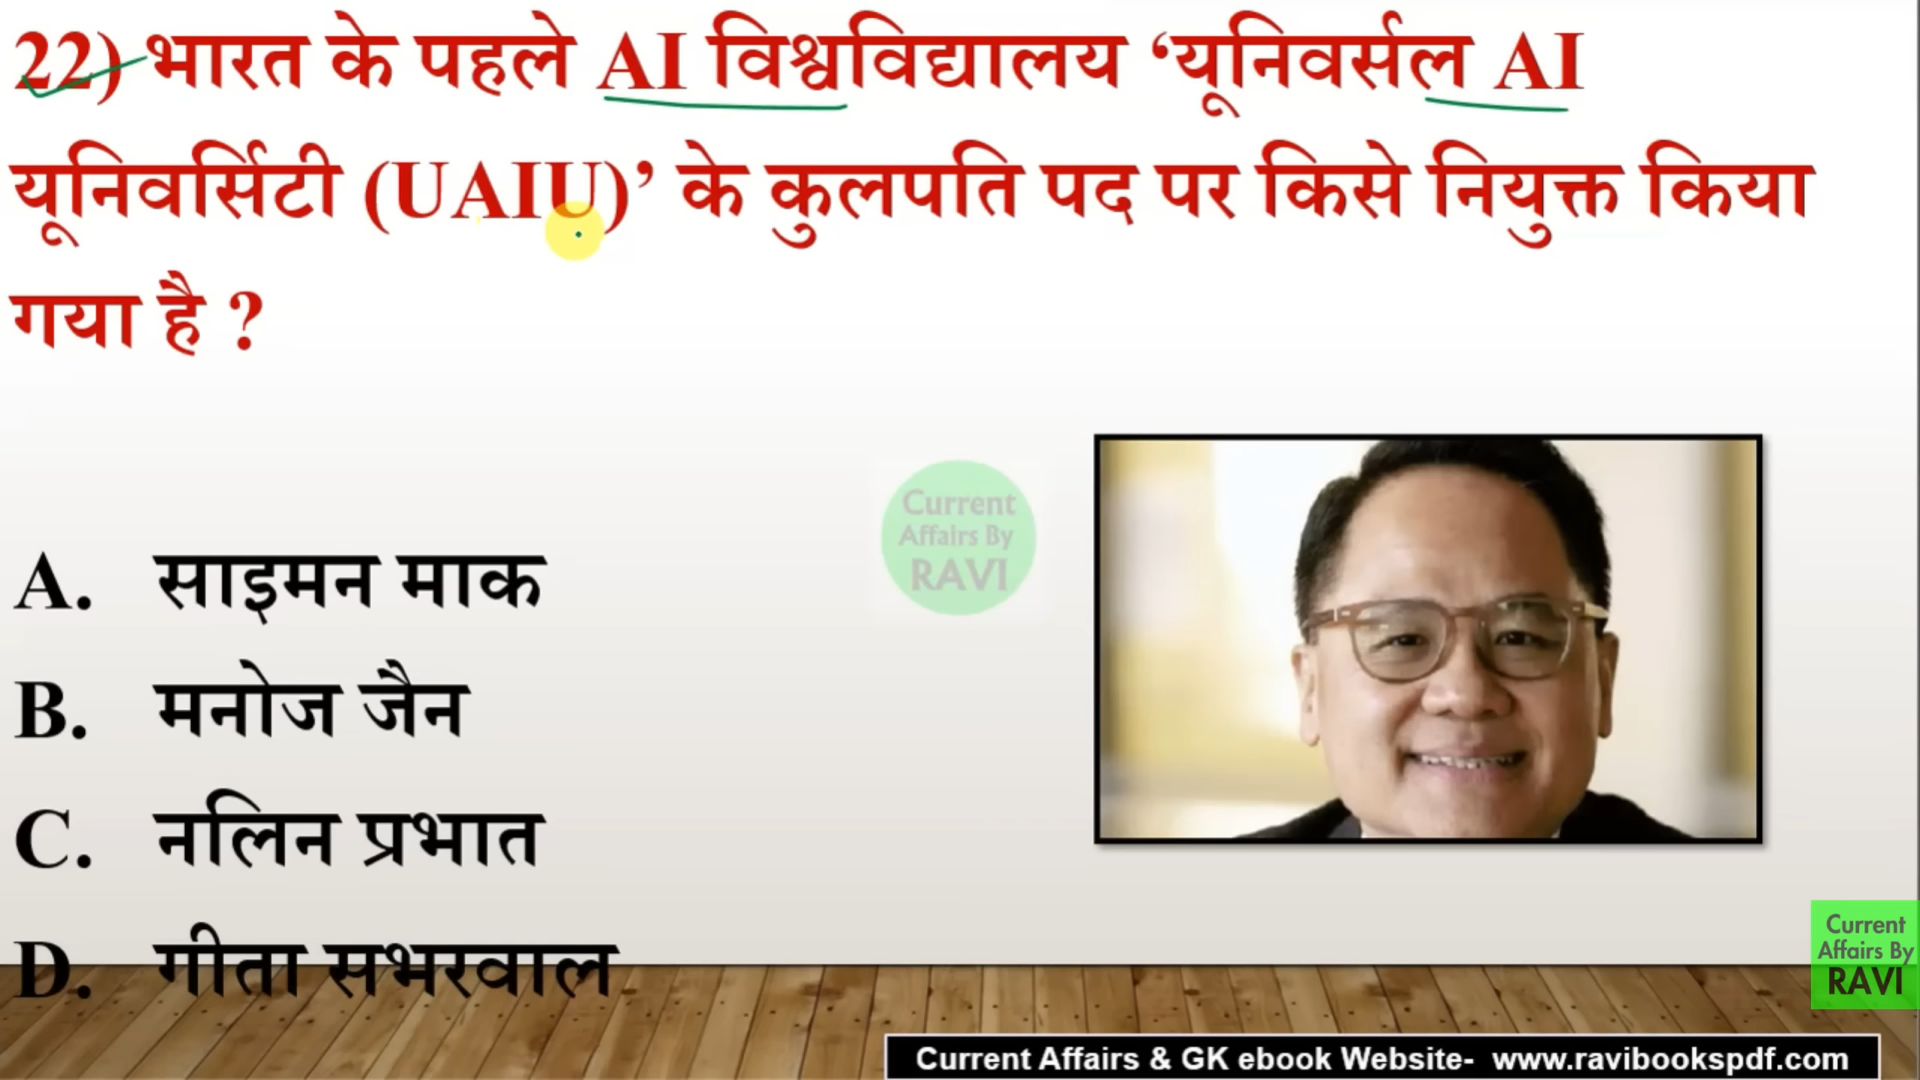 22) भारत के पहले AI विश्वविद्यालय ‘यूनिवर्सल AI
यूनिवर्सिटी (UAIU)’ के कुलपति पद पर किसे नियुक्त किया
गया है ?
A. साइमन माक
B. मनोज जैन
C. नलिन प्रभात
D. गीता सभरवाल
Current
Affairs By
RAVI
Current
Affairs By
RAVI
Current Affairs & GK ebook Website- www.ravibookspdf.com